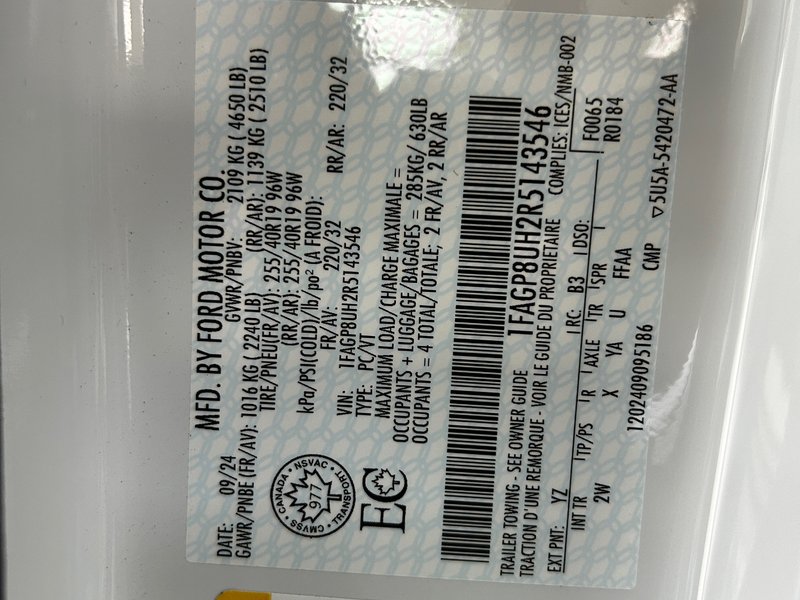 MFD. BY FORD MOTOR CO.
DATE: 09/24 GVWR/PNBV: 2109 KG ( 4650 LB)
GAWR/PNBE (FR/AV): 1016 KG ( 2240 LB) (RR/AR): 1139 KG ( 2510 LB)
TIRE/PNEU(FR/AV): 255/40R19 96W
(RR/AR): 255/40R19 96W
kPa/PSI(COLD)/lb/po² (A FROID):
FR/AV: 220/32 RR/AR: 220/32
VIN: 1FAGP8UH2R5143546
TYPE: PC/VT
MAXIMUM LOAD/CHARGE MAXIMALE =
OCCUPANTS + LUGGAGE/BAGAGES = 285KG/ 630LB
OCCUPANTS = 4 TOTAL/TOTALE; 2 FR/AV, 2 RR/AR
CANADA • NSVAC • TRANSPORT • CMVSS •
977
EC
1FAGP8UH2R5143546
TRAILER TOWING - SEE OWNER GUIDE
TRACTION D'UNE REMORQUE - VOIR LE GUIDE DU PROPRIETAIRE COMPLIES: ICES/NMB-002
EXT PNT: YZ RC: B3 DSO: F0065
INT TR TP/PS R AXLE TR SPR R0184
2W X YA U FFAA
1202409095186 CMP ▽5U5A-5420472-AA